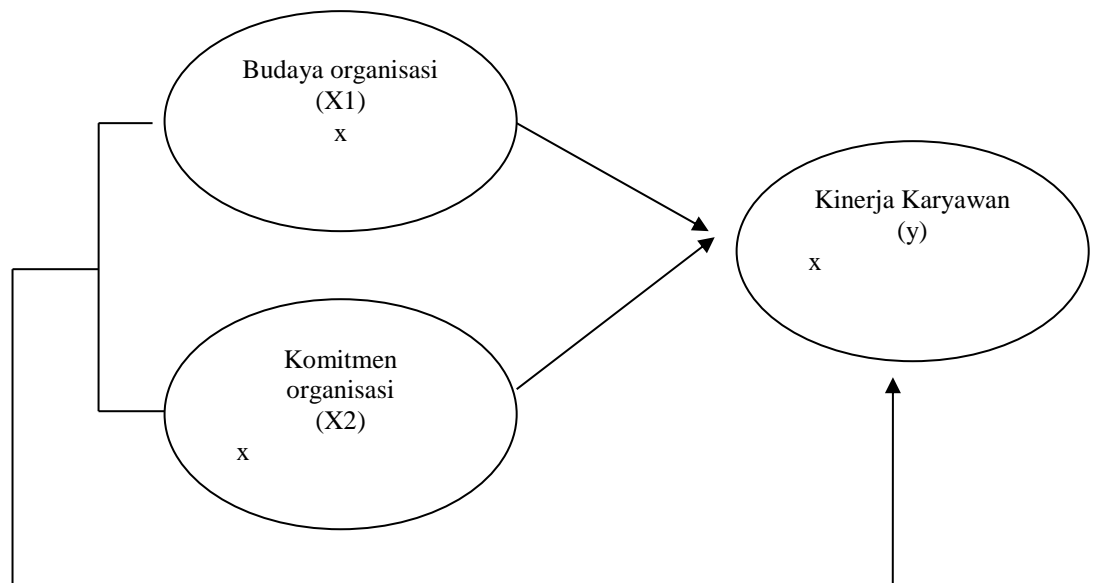 Budaya organisasi
(X1)
x
Kinerja Karyawan
(y)
x
Komitmen
organisasi
(X2)
x